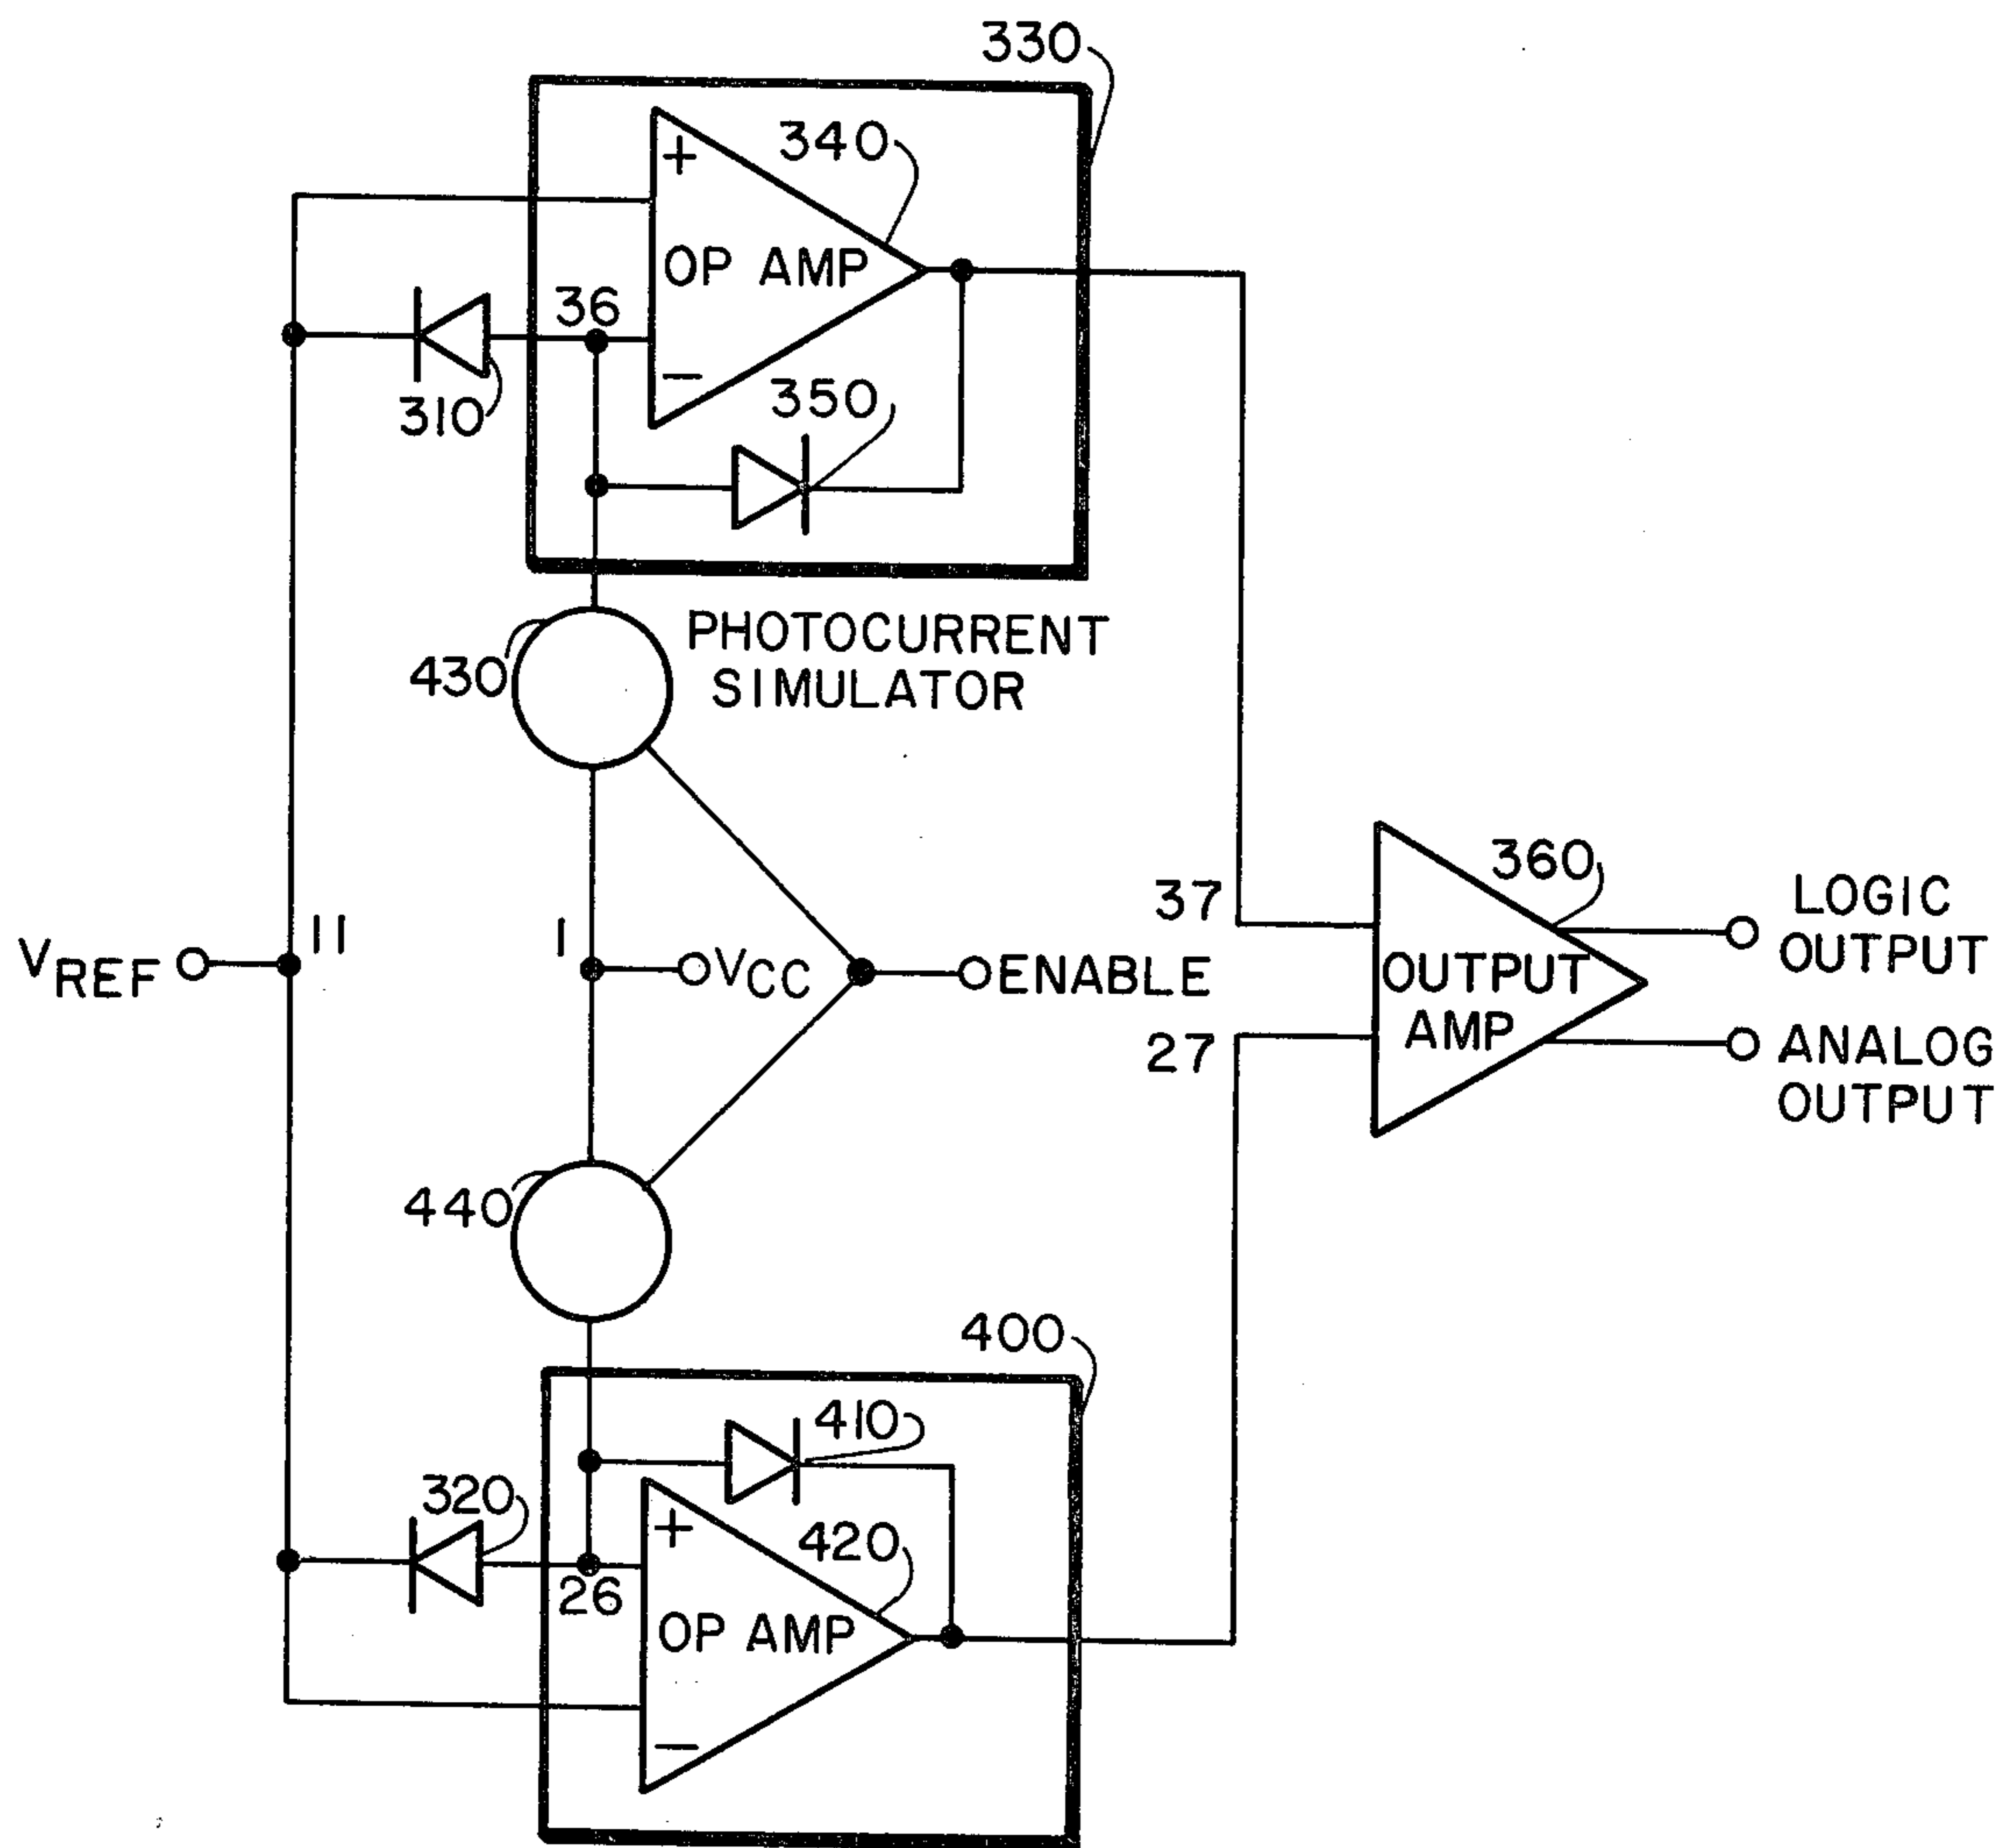 330
340
+
OP AMP
36
−
350
310
PHOTOCURRENT
SIMULATOR
430
37
360
LOGIC
OUTPUT
VREF
11
1
VCC
ENABLE
OUTPUT
AMP
27
ANALOG
OUTPUT
440
400
410
320
+
420
26
OP AMP
−